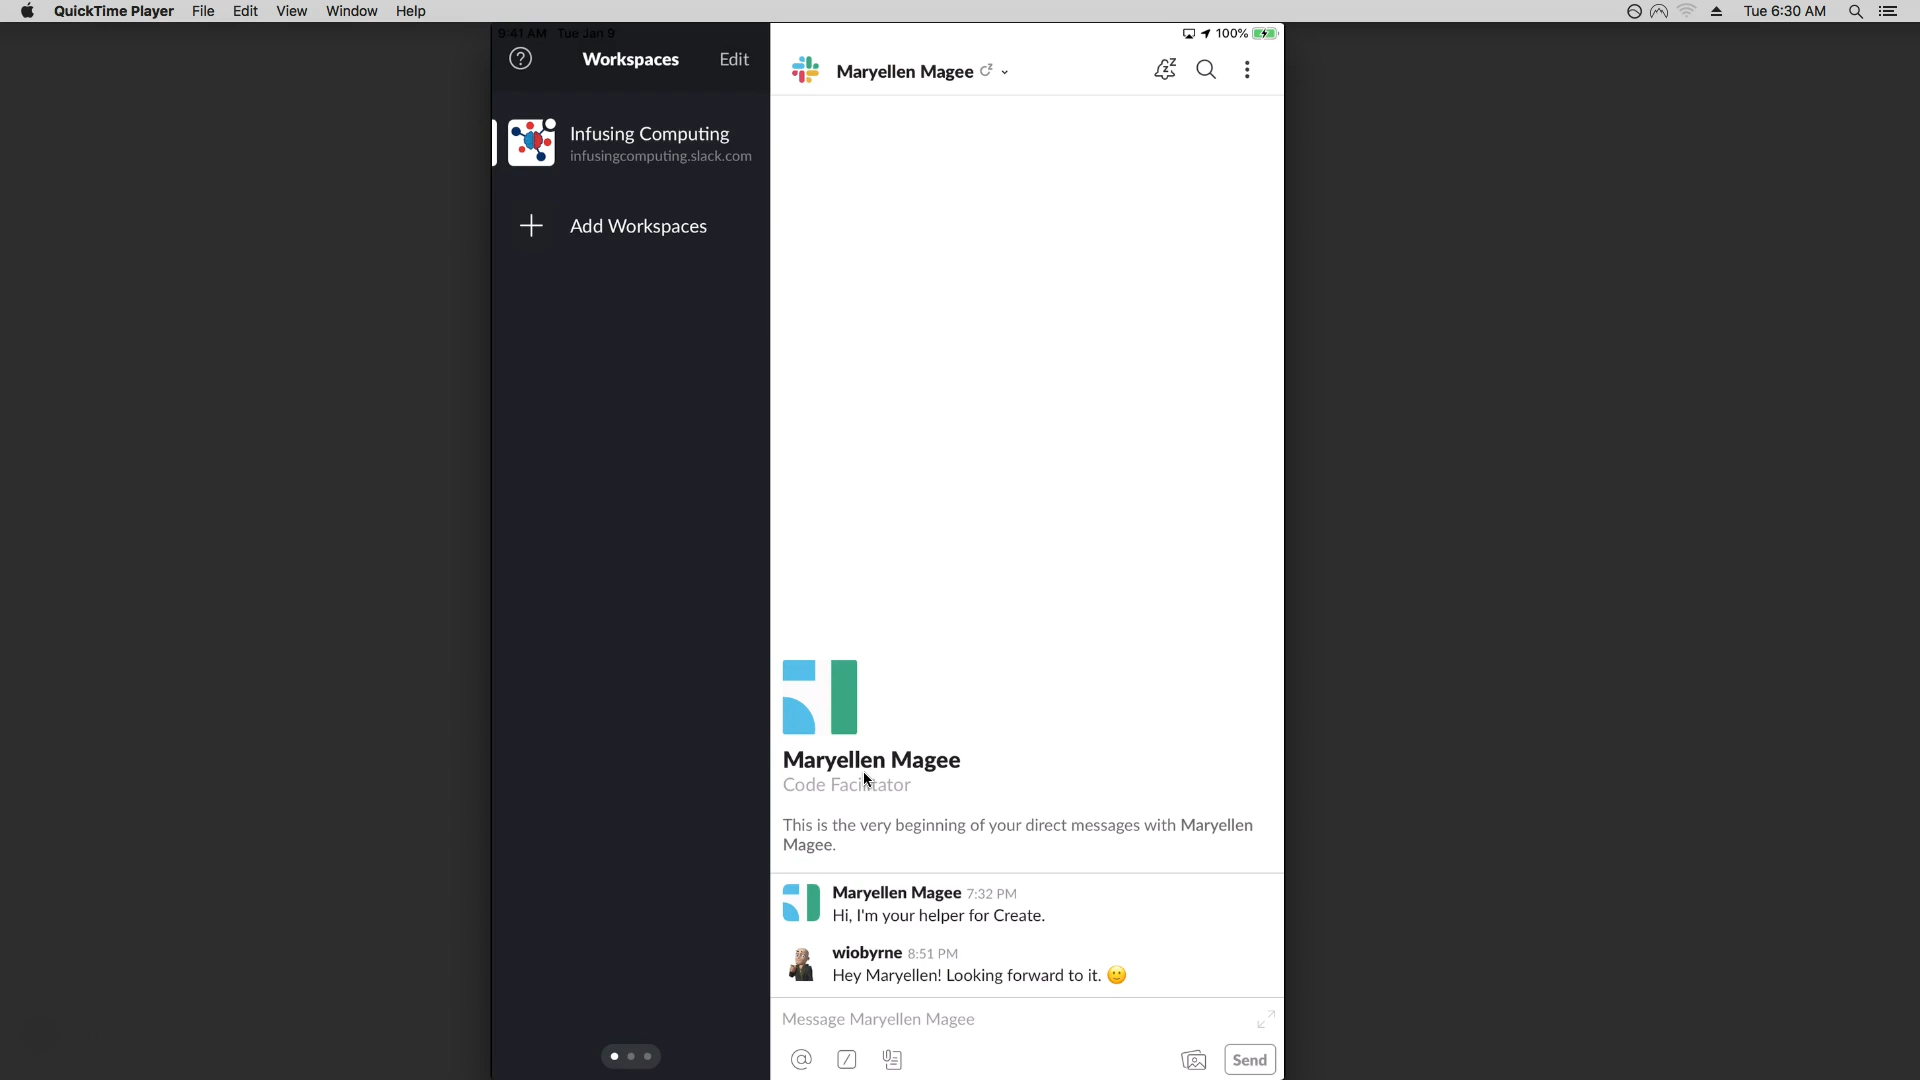 QuickTime Player File Edit View Window Help Tue 6:30 AM
9:41 AM Tue Jan 9 100%
Workspaces Edit
Maryellen Magee
Infusing Computing
infusingcomputing.slack.com
Add Workspaces
Maryellen Magee
Code Facilitator
This is the very beginning of your direct messages with Maryellen
Magee.
Maryellen Magee 7:32 PM
Hi, I'm your helper for Create.
wiobyrne 8:51 PM
Hey Maryellen! Looking forward to it.
Message Maryellen Magee
Send